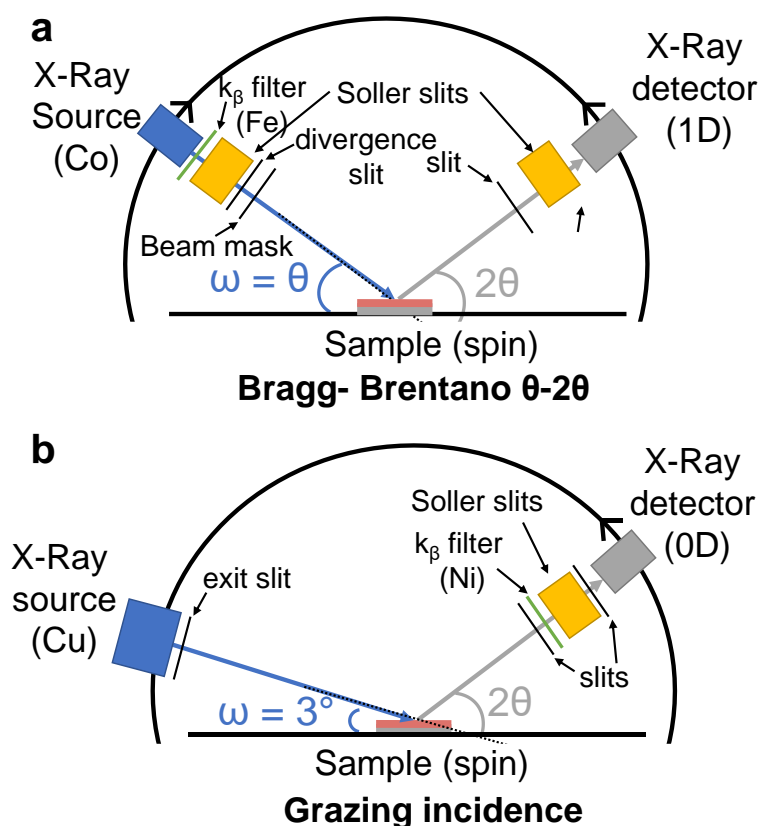 a
X-Ray
Source
(Co)
kβ filter
(Fe)
Soller slits
divergence
slit
slit
X-Ray
detector
(1D)
Beam mask
ω = θ
2θ
Sample (spin)
Bragg- Brentano θ-2θ
b
X-Ray
source
(Cu)
exit slit
Soller slits
kβ filter
(Ni)
X-Ray
detector
(0D)
slits
ω = 3°
2θ
Sample (spin)
Grazing incidence